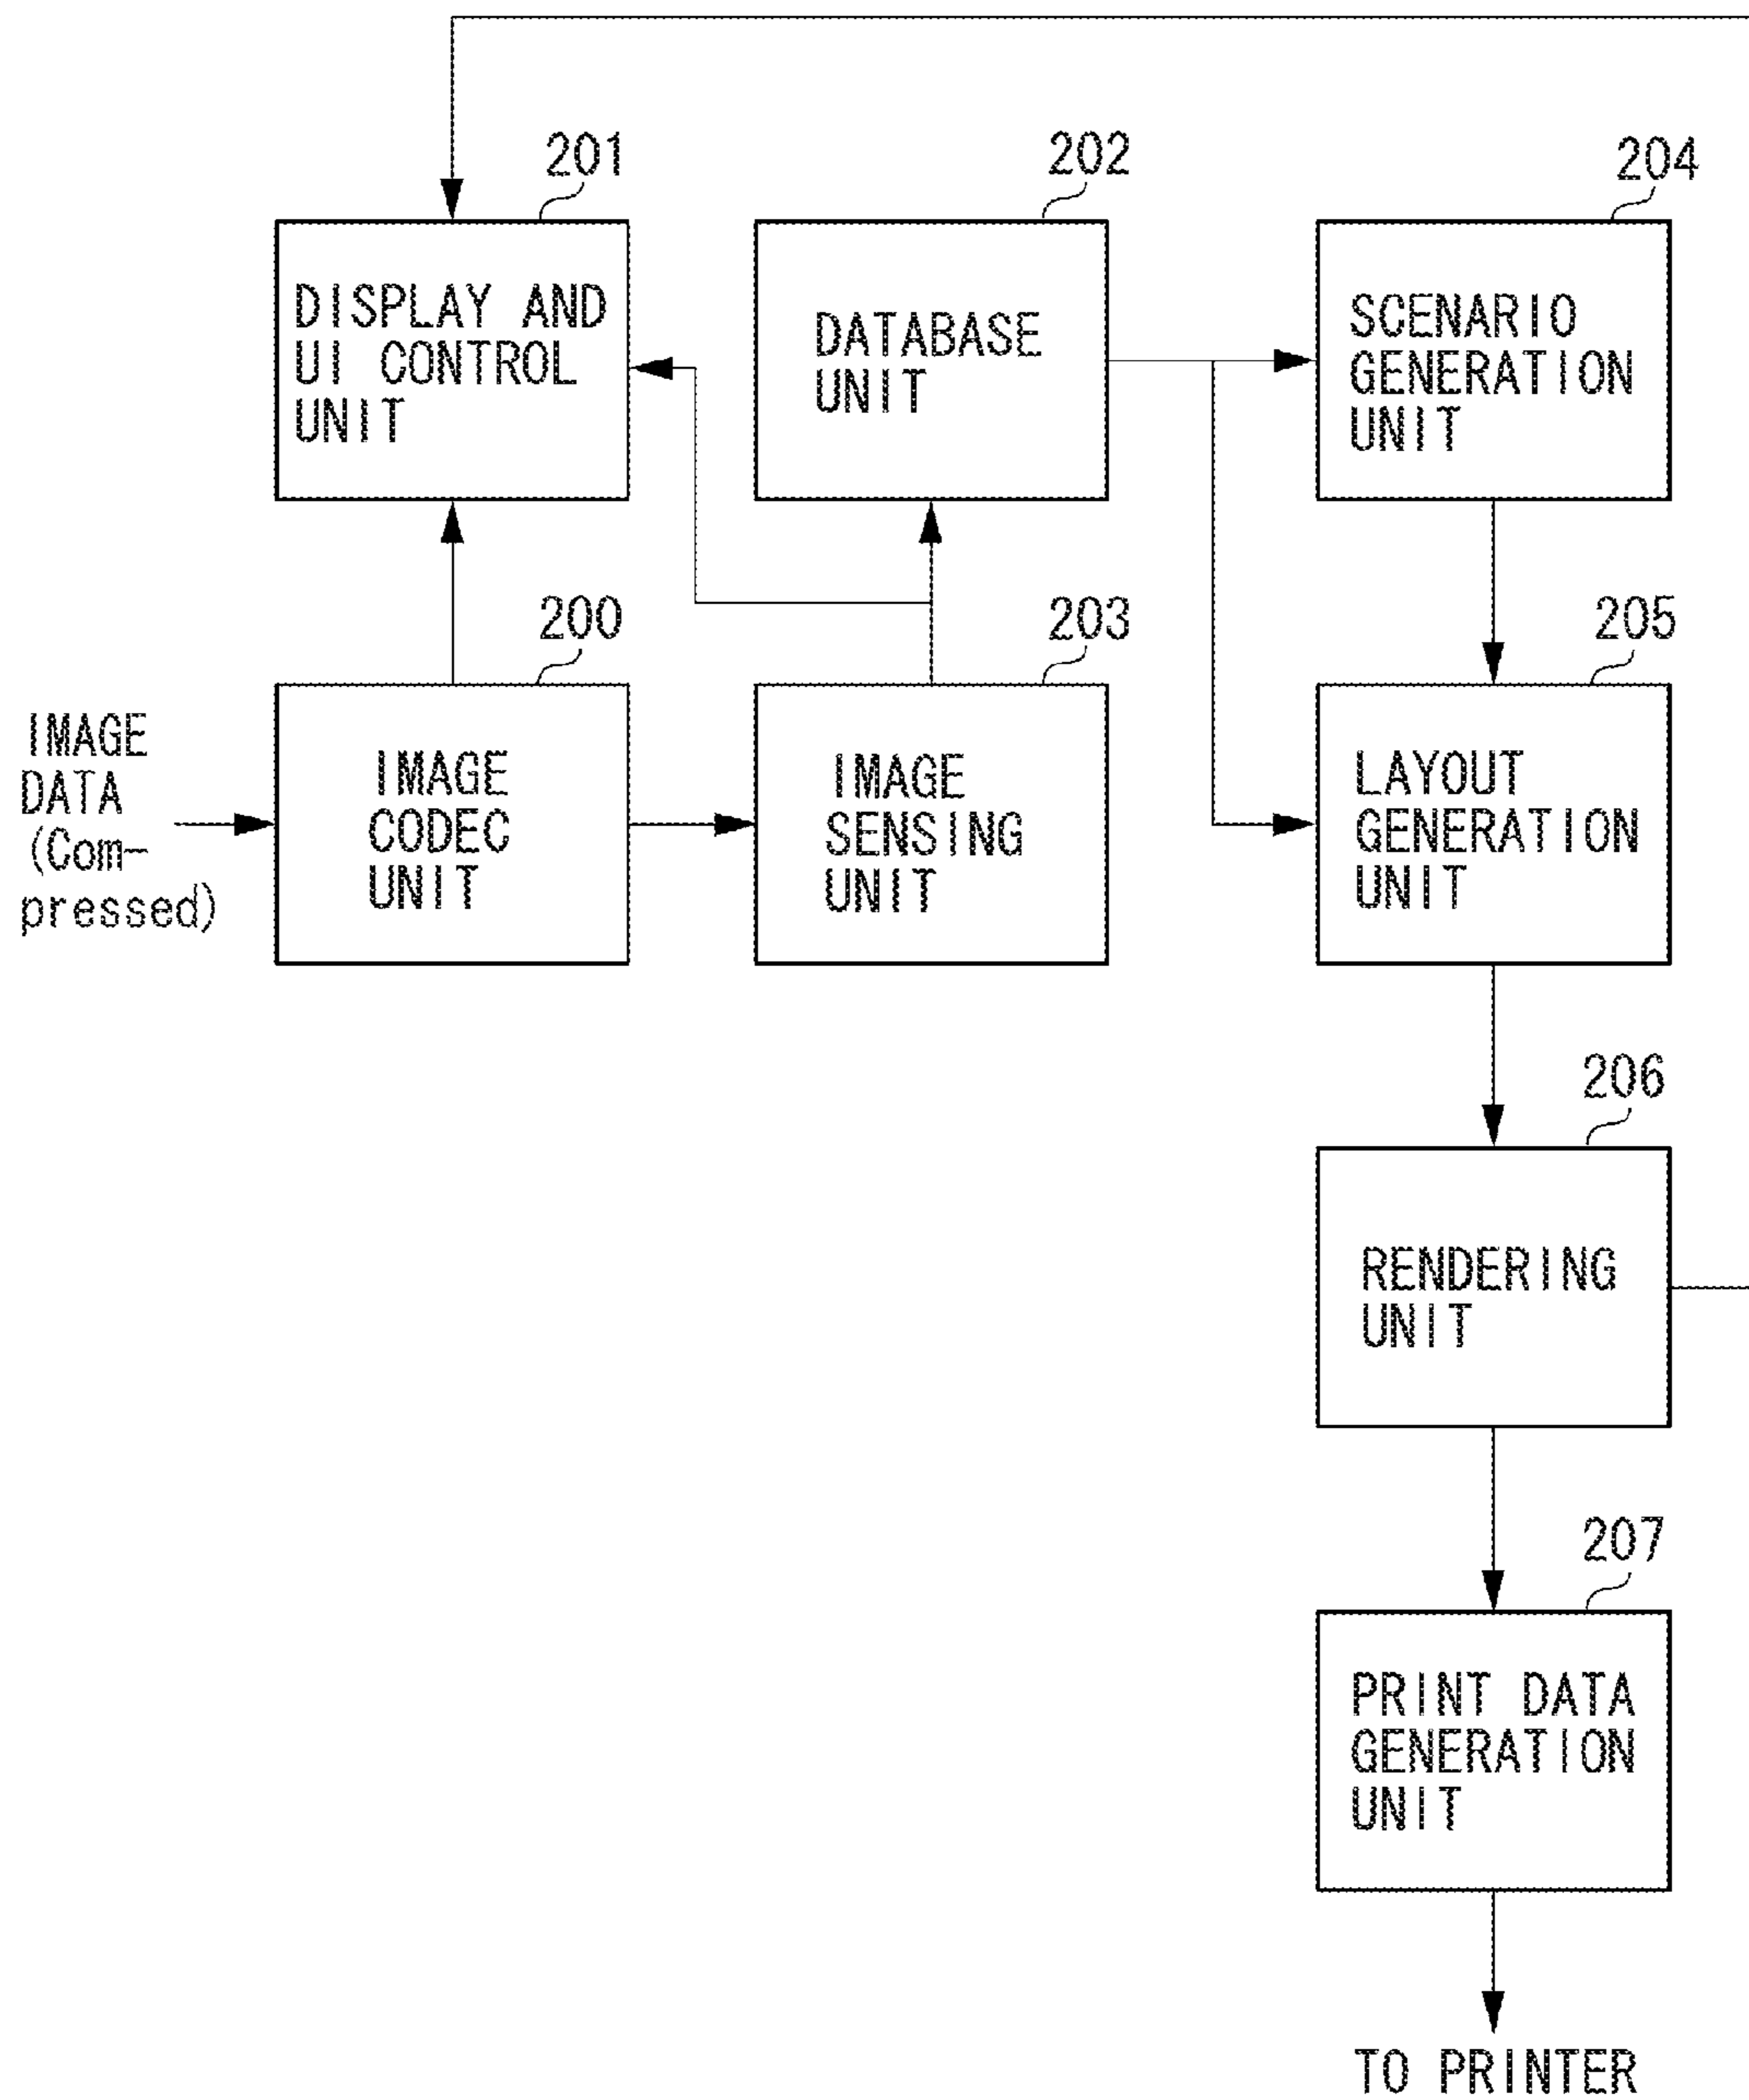 201
DISPLAY AND
UI CONTROL
UNIT
202
DATABASE
UNIT
204
SCENARIO
GENERATION
UNIT
IMAGE
DATA
(Com-
pressed)
200
IMAGE
CODEC
UNIT
203
IMAGE
SENSING
UNIT
205
LAYOUT
GENERATION
UNIT
206
RENDERING
UNIT
207
PRINT DATA
GENERATION
UNIT
TO PRINTER